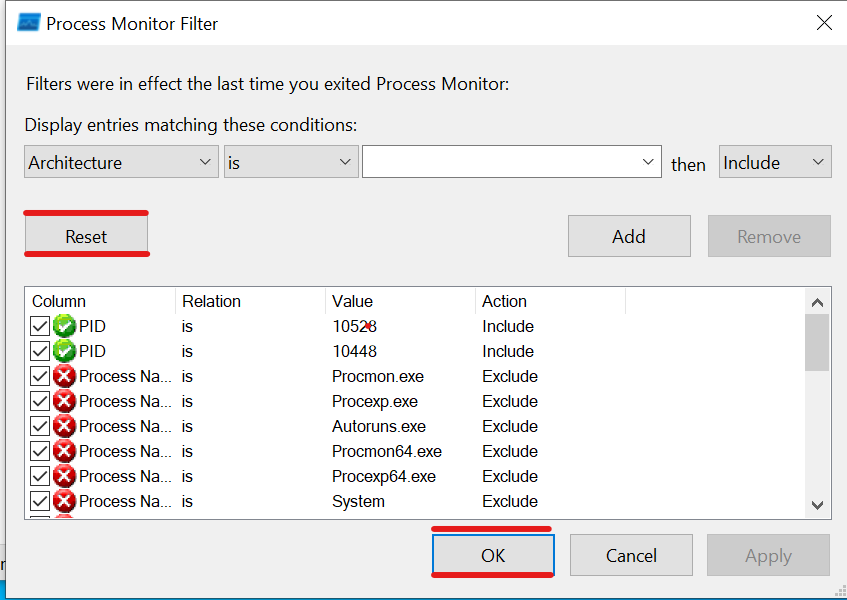 Process Monitor Filter
Filters were in effect the last time you exited Process Monitor:
Display entries matching these conditions:
Architecture is then Include
Reset Add Remove
Column Relation Value Action
PID is 10528 Include
PID is 10448 Include
Process Na... is Procmon.exe Exclude
Process Na... is Procexp.exe Exclude
Process Na... is Autoruns.exe Exclude
Process Na... is Procmon64.exe Exclude
Process Na... is Procexp64.exe Exclude
Process Na... is System Exclude
OK Cancel Apply